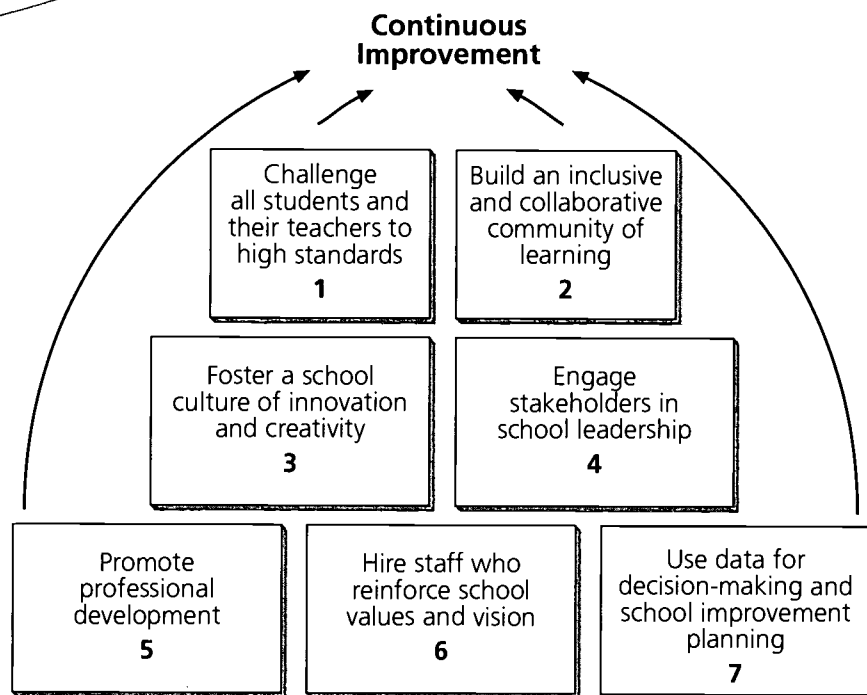 Continuous
Improvement
Challenge
all students and
their teachers to
high standards
1
Build an inclusive
and collaborative
community of
learning
2
Foster a school
culture of innovation
and creativity
3
Engage
stakeholders in
school leadership
4
Promote
professional
development
5
Hire staff who
reinforce school
values and vision
6
Use data for
decision-making and
school improvement
planning
7